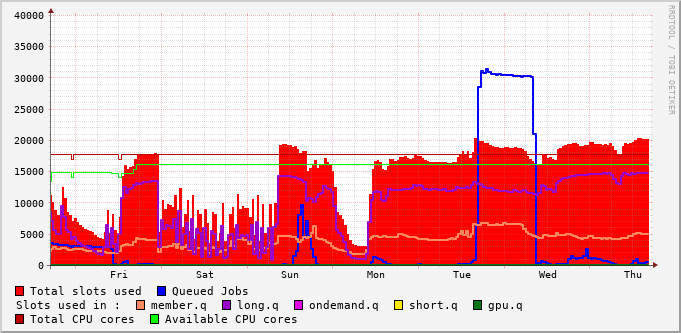 RRDTOOL / TOBI OETIKER
40000
35000
30000
25000
20000
15000
10000
5000
0
Fri Sat Sun Mon Tue Wed Thu
Total slots used Queued Jobs
Slots used in : member.q long.q ondemand.q short.q gpu.q
Total CPU cores Available CPU cores